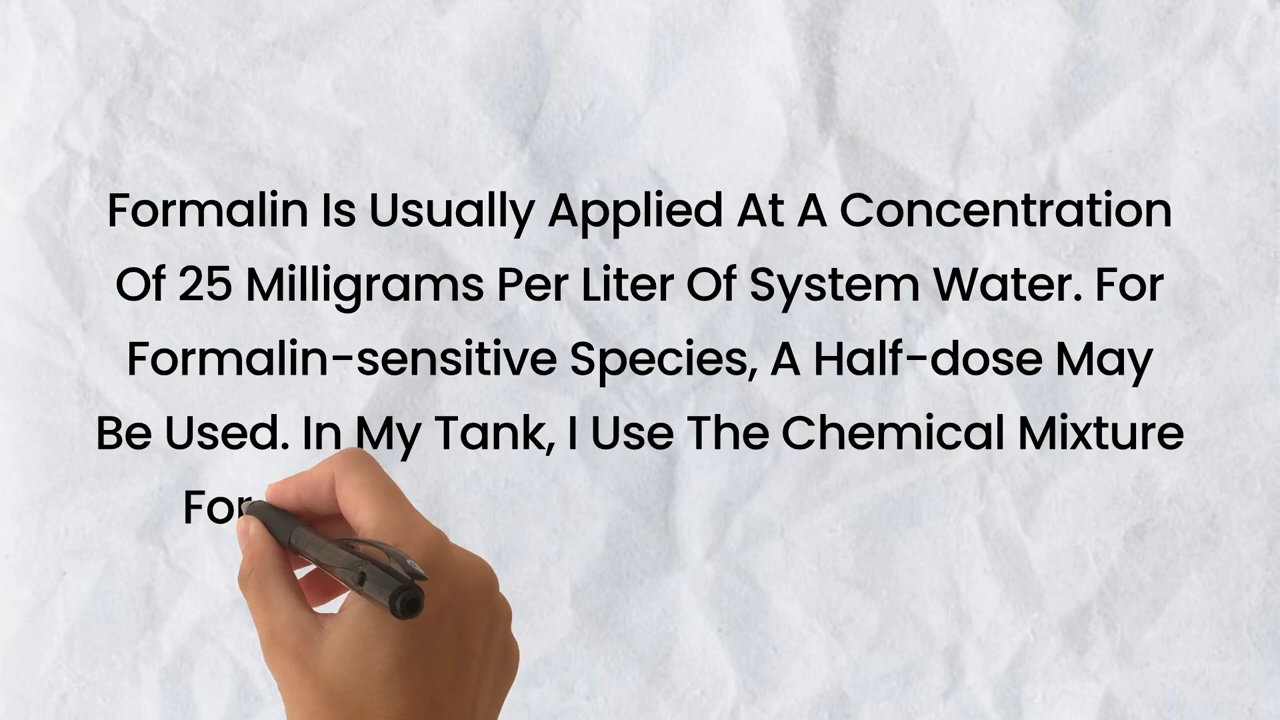 Formalin Is Usually Applied At A Concentration
Of 25 Milligrams Per Liter Of System Water. For
Formalin-sensitive Species, A Half-dose May
Be Used. In My Tank, I Use The Chemical Mixture
For